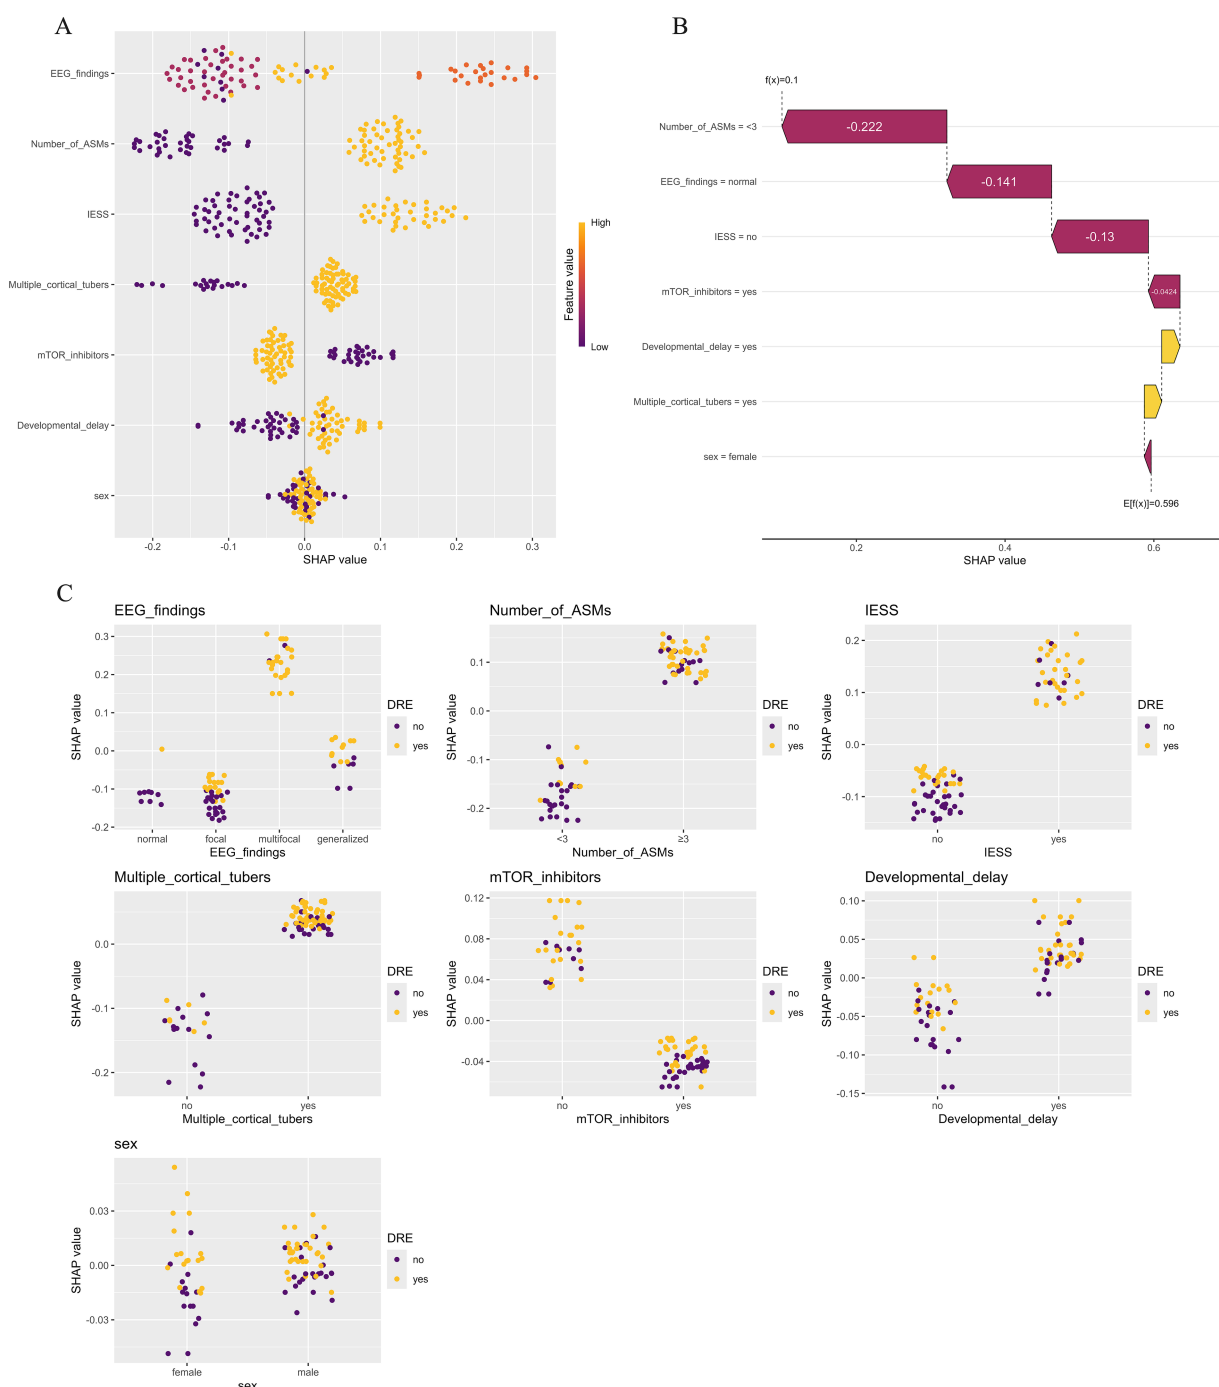 A
EEG_findings
Number_of_ASMs
IESS
Multiple_cortical_tubers
mTOR_inhibitors
Developmental_delay
sex
-0.2 -0.1 0.0 0.1 0.2 0.3
SHAP value
High
Low
Feature value
B
f(x)=0.1
Number_of_ASMs = <3
-0.222
EEG_findings = normal
-0.141
IESS = no
-0.13
mTOR_inhibitors = yes
-0.0424
Developmental_delay = yes
Multiple_cortical_tubers = yes
sex = female
E[f(x)]=0.596
0.2 0.4 0.6
SHAP value
C
EEG_findings
SHAP value
0.3
0.2
0.1
0.0
-0.1
-0.2
normal focal multifocal generalized
EEG_findings
DRE
no
yes
Number_of_ASMs
SHAP value
0.1
0.0
-0.1
-0.2
<3 ≥3
Number_of_ASMs
DRE
no
yes
IESS
SHAP value
0.2
0.1
0.0
-0.1
no yes
IESS
DRE
no
yes
Multiple_cortical_tubers
SHAP value
0.0
-0.1
-0.2
no yes
Multiple_cortical_tubers
DRE
no
yes
mTOR_inhibitors
SHAP value
0.12
0.08
0.04
0.00
-0.04
no yes
mTOR_inhibitors
DRE
no
yes
Developmental_delay
SHAP value
0.10
0.05
0.00
-0.05
-0.10
-0.15
no yes
Developmental_delay
DRE
no
yes
sex
SHAP value
0.03
0.00
-0.03
female male
sex
DRE
no
yes